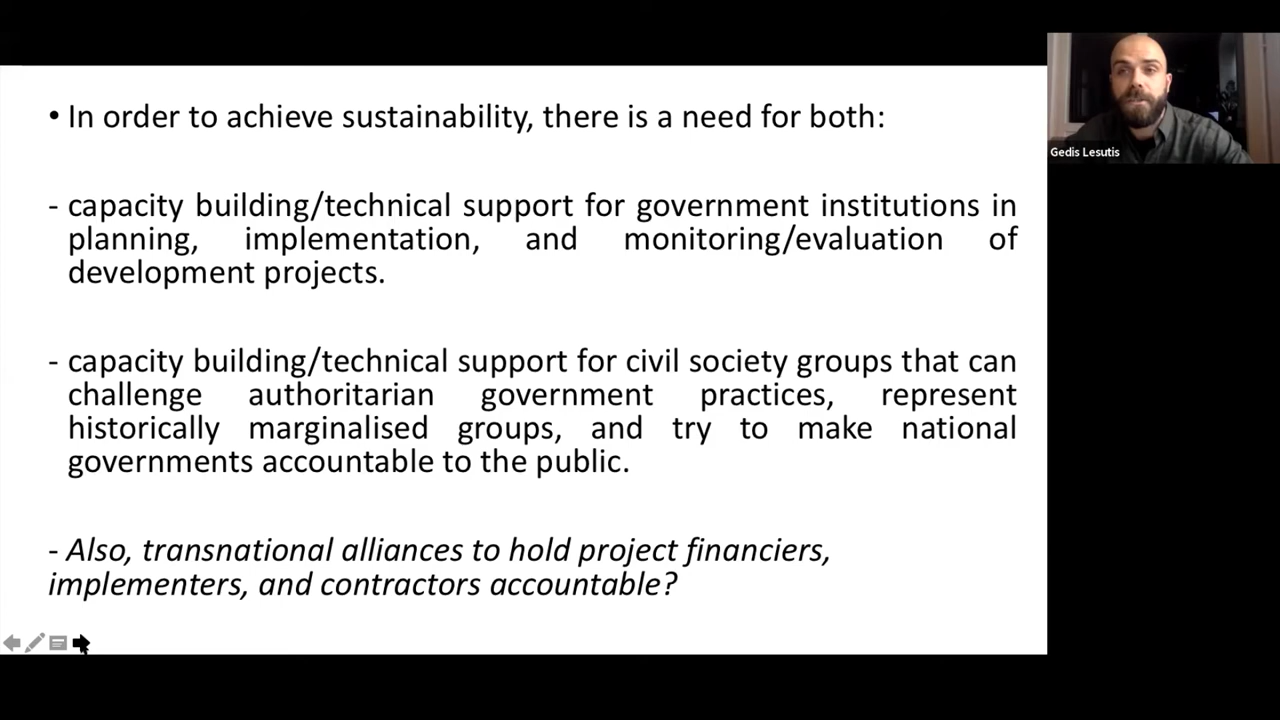 • In order to achieve sustainability, there is a need for both:
- capacity building/technical support for government institutions in
planning, implementation, and monitoring/evaluation of
development projects.
- capacity building/technical support for civil society groups that can
challenge authoritarian government practices, represent
historically marginalised groups, and try to make national
governments accountable to the public.
- Also, transnational alliances to hold project financiers,
implementers, and contractors accountable?
Gedis Lesutis